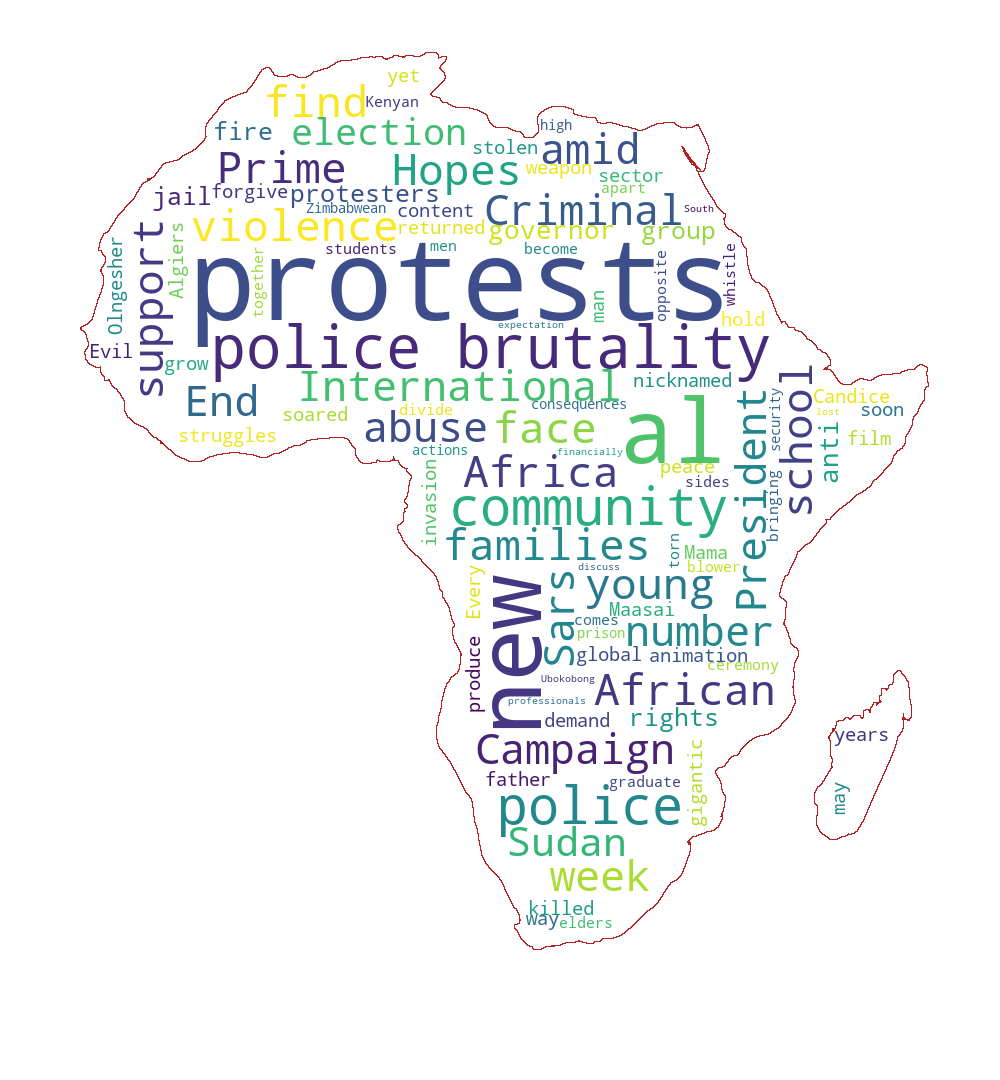 yet
find
Kenyan
fire
election
high
stolen
amid
Prime
Hopes
weapon
sector
apart
jail
forgive
protesters
Zimbabwean
content
Criminal
South
violence
returned
governor
group
support
Algiers
Olngesher
students
men
become
together
protests
opposite
whistle
man
hold
expectation
Evil
grow
police brutality
International
nicknamed
End
soared
divide
consequences
school
security
Candice
soon
lost
struggles
abuse
face
al
President
anti
film
actions
financially
invasion
Africa
peace
sides
bringing
community
families
torn
Mama
blower
discuss
Every
new
Sars
young
Maasai
comes
number
prison
produce
global
animation
ceremony
Ubokobong
African
professionals
demand
rights
years
Campaign
gigantic
father
graduate
may
police
Sudan
week
killed
way
elders